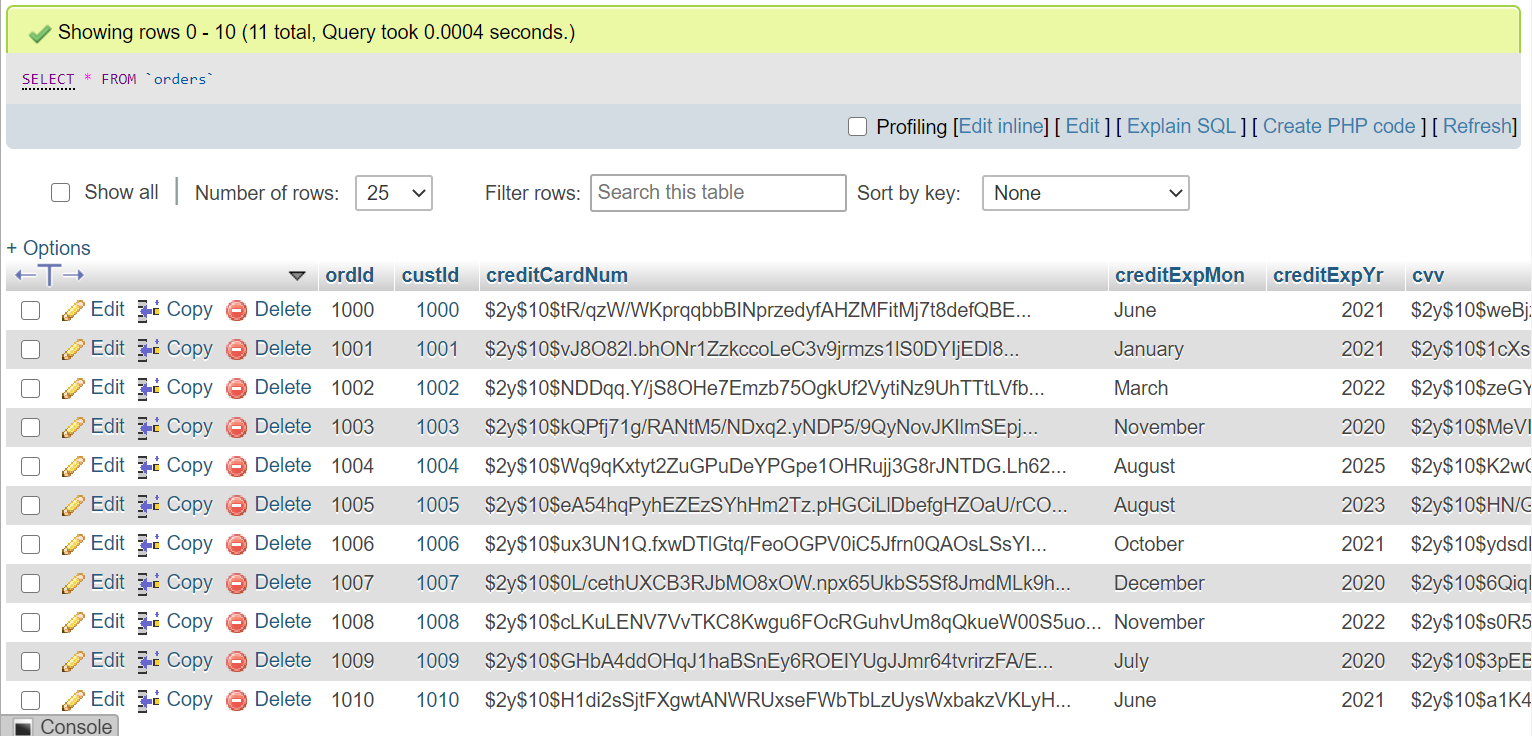 Showing rows 0 - 10 (11 total, Query took 0.0004 seconds.)
SELECT * FROM `orders`
Profiling [Edit inline] [ Edit ] [ Explain SQL ] [ Create PHP code ] [ Refresh]
Show all Number of rows: 25 Filter rows: Search this table Sort by key: None
+ Options
←T→ ordId custId creditCardNum creditExpMon creditExpYr cvv
Edit Copy Delete 1000 1000 $2y$10$tR/qzW/WKprqqbbBINprzedyfAHZMFitMj7t8defQBE... June 2021 $2y$10$weBjz
Edit Copy Delete 1001 1001 $2y$10$vJ8O82l.bhONr1ZzkccoLeC3v9jrmzs1IS0DYIjEDl8... January 2021 $2y$10$1cXs
Edit Copy Delete 1002 1002 $2y$10$NDDqq.Y/jS8OHe7Emzb75OgkUf2VytiNz9UhTTtLVfb... March 2022 $2y$10$zeGY
Edit Copy Delete 1003 1003 $2y$10$kQPfj71g/RANtM5/NDxq2.yNDP5/9QyNovJKIlmSEpj... November 2020 $2y$10$MeVI
Edit Copy Delete 1004 1004 $2y$10$Wq9qKxtyt2ZuGPuDeYPGpe1OHRujj3G8rJNTDG.Lh62... August 2025 $2y$10$K2w
Edit Copy Delete 1005 1005 $2y$10$eA54hqPyhEZEzSYhHm2Tz.pHGCiLlDbefgHZOaU/rCO... August 2023 $2y$10$HN/G
Edit Copy Delete 1006 1006 $2y$10$ux3UN1Q.fxwDTlGtq/FeoOGPV0iC5Jfrn0QAOsLSsYI... October 2021 $2y$10$ydsd
Edit Copy Delete 1007 1007 $2y$10$0L/cethUXCB3RJbMO8xOW.npx65UkbS5Sf8JmdMLk9h... December 2020 $2y$10$6Qiq
Edit Copy Delete 1008 1008 $2y$10$cLKuLENV7VvTKC8Kwgu6FOcRGuhvUm8qQkueW00S5uo... November 2022 $2y$10$s0R5
Edit Copy Delete 1009 1009 $2y$10$GHbA4ddOHqJ1haBSnEy6ROEIYUgJJmr64tvrirzFA/E... July 2020 $2y$10$3pEB
Edit Copy Delete 1010 1010 $2y$10$H1di2sSjtFXgwtANWRUxseFWbTbLzUysWxbakzVKLyH... June 2021 $2y$10$a1K4
Console